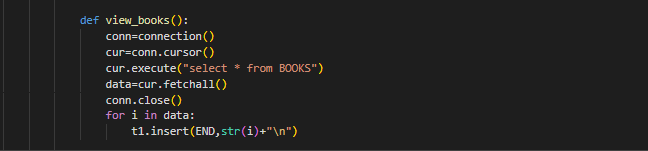 def view_books():
conn=connection()
cur=conn.cursor()
cur.execute("select * from BOOKS")
data=cur.fetchall()
conn.close()
for i in data:
t1.insert(END,str(i)+"\n")